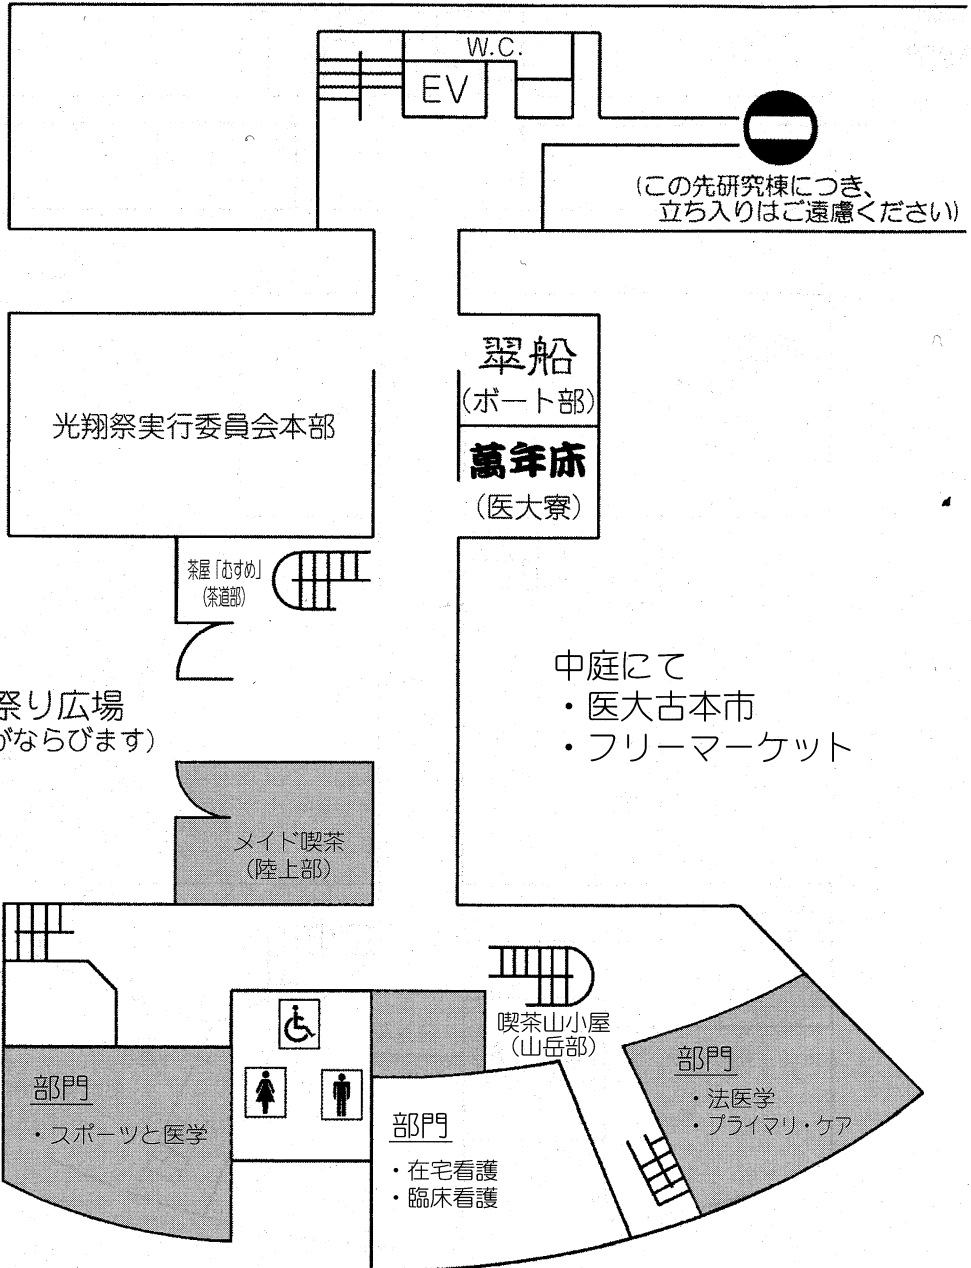 W.C.
EV
(この先研究棟につき、
立ち入りはご遠慮ください)
翠船
(ボート部)
光翔祭実行委員会本部
萬年床
(医大寮)
茶屋「むすめ」
(茶道部)
中庭にて
・医大古本市
・フリーマーケット
祭り広場
がならびます)
メイド喫茶
(陸上部)
喫茶山小屋
(山岳部)
部門
・スポーツと医学
部門
・在宅看護
・臨床看護
部門
・法医学
・プライマリ・ケア